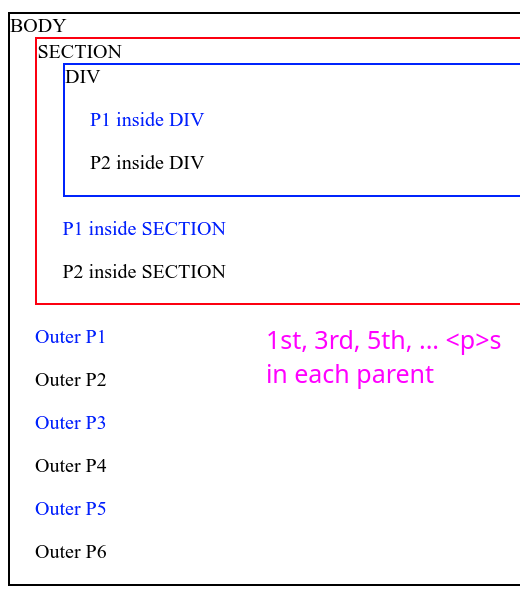 BODY
SECTION
DIV
P1 inside DIV
P2 inside DIV
P1 inside SECTION
P2 inside SECTION
Outer P1
1st, 3rd, 5th, ... <p>s
in each parent
Outer P2
Outer P3
Outer P4
Outer P5
Outer P6